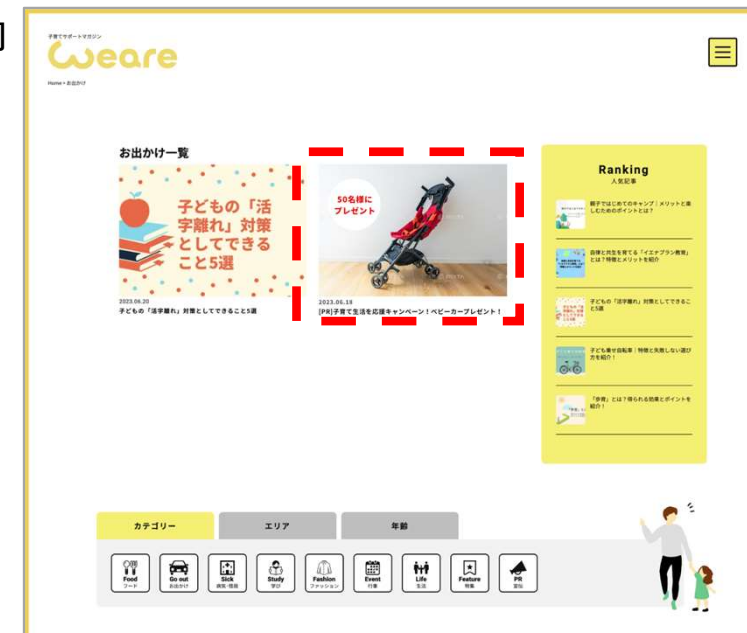 子育てサポートマガジン
Weare
Home > お出かけ
お出かけ一覧
子どもの「活
字離れ」対策
としてできる
こと5選
2023.06.20
子どもの「活字離れ」対策としてできること5選
50名様に
プレゼント
2023.06.18
[PR]子育て生活を応援キャンペーン！ベビーカープレゼント！
Ranking
人気記事
親子ではじめてのキャンプ｜メリットと楽
しむためのポイントとは？
自律と共生を育てる「イエナプラン教育」
とは？特徴とメリットを紹介
子どもの「活字離れ」対策としてできるこ
と5選
子ども乗せ自転車｜特徴と失敗しない選び
方を紹介！
「歩育」とは？得られる効果とポイントを
紹介！
カテゴリー
エリア
年齢
Food
フード
Go out
お出かけ
Sick
病気・怪我
Study
学び
Fashion
ファッション
Event
行事
Life
生活
Feature
特集
PR
宣伝